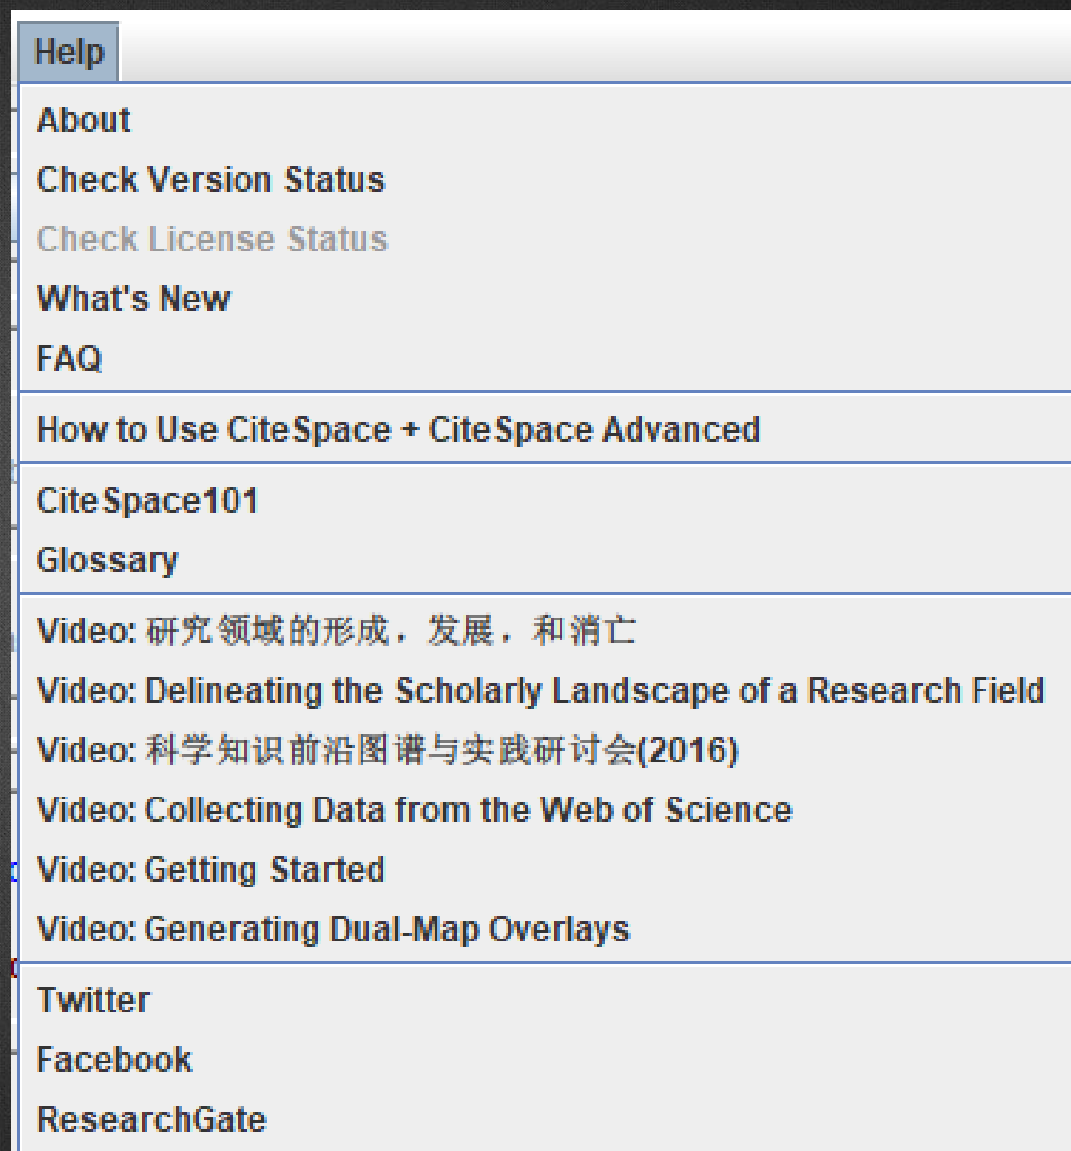 Help
About
Check Version Status
Check License Status
What's New
FAQ
How to Use CiteSpace + CiteSpace Advanced
CiteSpace101
Glossary
Video: 研究领域的形成，发展，和消亡
Video: Delineating the Scholarly Landscape of a Research Field
Video: 科学知识前沿图谱与实践研讨会(2016)
Video: Collecting Data from the Web of Science
Video: Getting Started
Video: Generating Dual-Map Overlays
Twitter
Facebook
ResearchGate